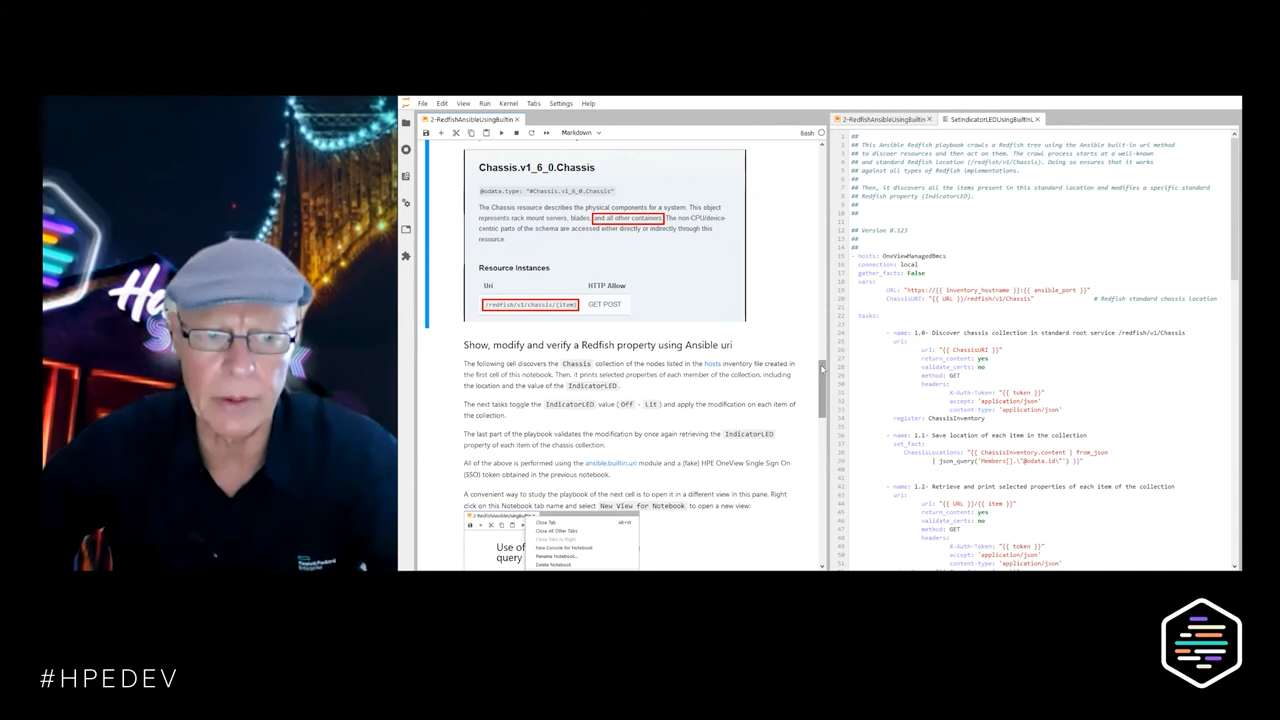 File Edit View Run Kernel Tabs Settings Help
2-RedfishAnsibleUsingBuiltin
Markdown
Bash
Chassis.v1_6_0.Chassis
@odata.type: "#Chassis.v1_6_0.Chassis"
The Chassis resource describes the physical components for a system. This object
represents rack mount servers, blades, and all other containers. The non-CPU/device-
centric parts of the schema are accessed either directly or indirectly through this
resource.
Resource Instances
Uri HTTP Allow
/redfish/v1/chassis/{item} GET POST
Show, modify and verify a Redfish property using Ansible uri
The following cell discovers the Chassis collection of the nodes listed in the hosts inventory file created in
the first cell of this notebook. Then, it prints selected properties of each member of the collection, including
the location and the value of the IndicatorLED.
The next tasks toggle the IndicatorLED value (Off - Lit) and apply the modification on each item of
the collection.
The last part of the playbook validates the modification by once again retrieving the IndicatorLED
property of each item of the chassis collection.
All of the above is performed using the ansible.builtin.uri module and a (fake) HPE OneView Single Sign On
(SSO) token obtained in the previous notebook.
A convenient way to study the playbook of the next cell is to open it in a different view in this pane. Right
click on this Notebook tab name and select New View for Notebook to open a new view:
Use of
query
Close Tab Alt+W
Close All Other Tabs
Close Tabs to Right
New Console for Notebook
Rename Notebook...
Delete Notebook
2-RedfishAnsibleUsingBuiltin
SetIndicatorLEDUsingBuiltinU
##
## This Ansible Redfish playbook crawls a Redfish tree using the Ansible built-in uri method
## to discoer resources and then act on them. The crawl process starts at a well-known
## and standard Redfish location (/redfish/v1/Chassis). Doing so ensures that it works
## against all types of Redfish implementations.
##
## Then, it discovers all the items present in this standard location and modifies a specific standard
## Redfish property (IndicatorLED).
##
##
## Version 0.123
##
##
- hosts: OneViewManagedBmcs
connection: local
gather_facts: False
vars:
URL: "https://{{ inventory_hostname }}:{{ ansible_port }}"
ChassisURI: "{{ URL }}/redfish/v1/Chassis" # Redfish standard chassis location
tasks:
- name: 1.0- Discover chassis collection in standard root service /redfish/v1/Chassis
uri:
url: "{{ ChassisURI }}"
return_content: yes
validate_certs: no
method: GET
headers:
X-Auth-Token: "{{ token }}"
accept: 'application/json'
content-type: 'application/json'
register: ChassisInventory
- name: 1.1- Save location of each item in the collection
set_fact:
ChassisLocations: "{{ ChassisInventory.content | from_json
| json_query('Members[].\"@odata.id\"') }}"
- name: 1.2- Retrieve and print selected properties of each item of the collection
uri:
url: "{{ URL }}/{{ item }}"
return_content: yes
validate_certs: no
method: GET
headers:
X-Auth-Token: "{{ token }}"
accept: 'application/json'
content-type: 'application/json'
#HPEDEV